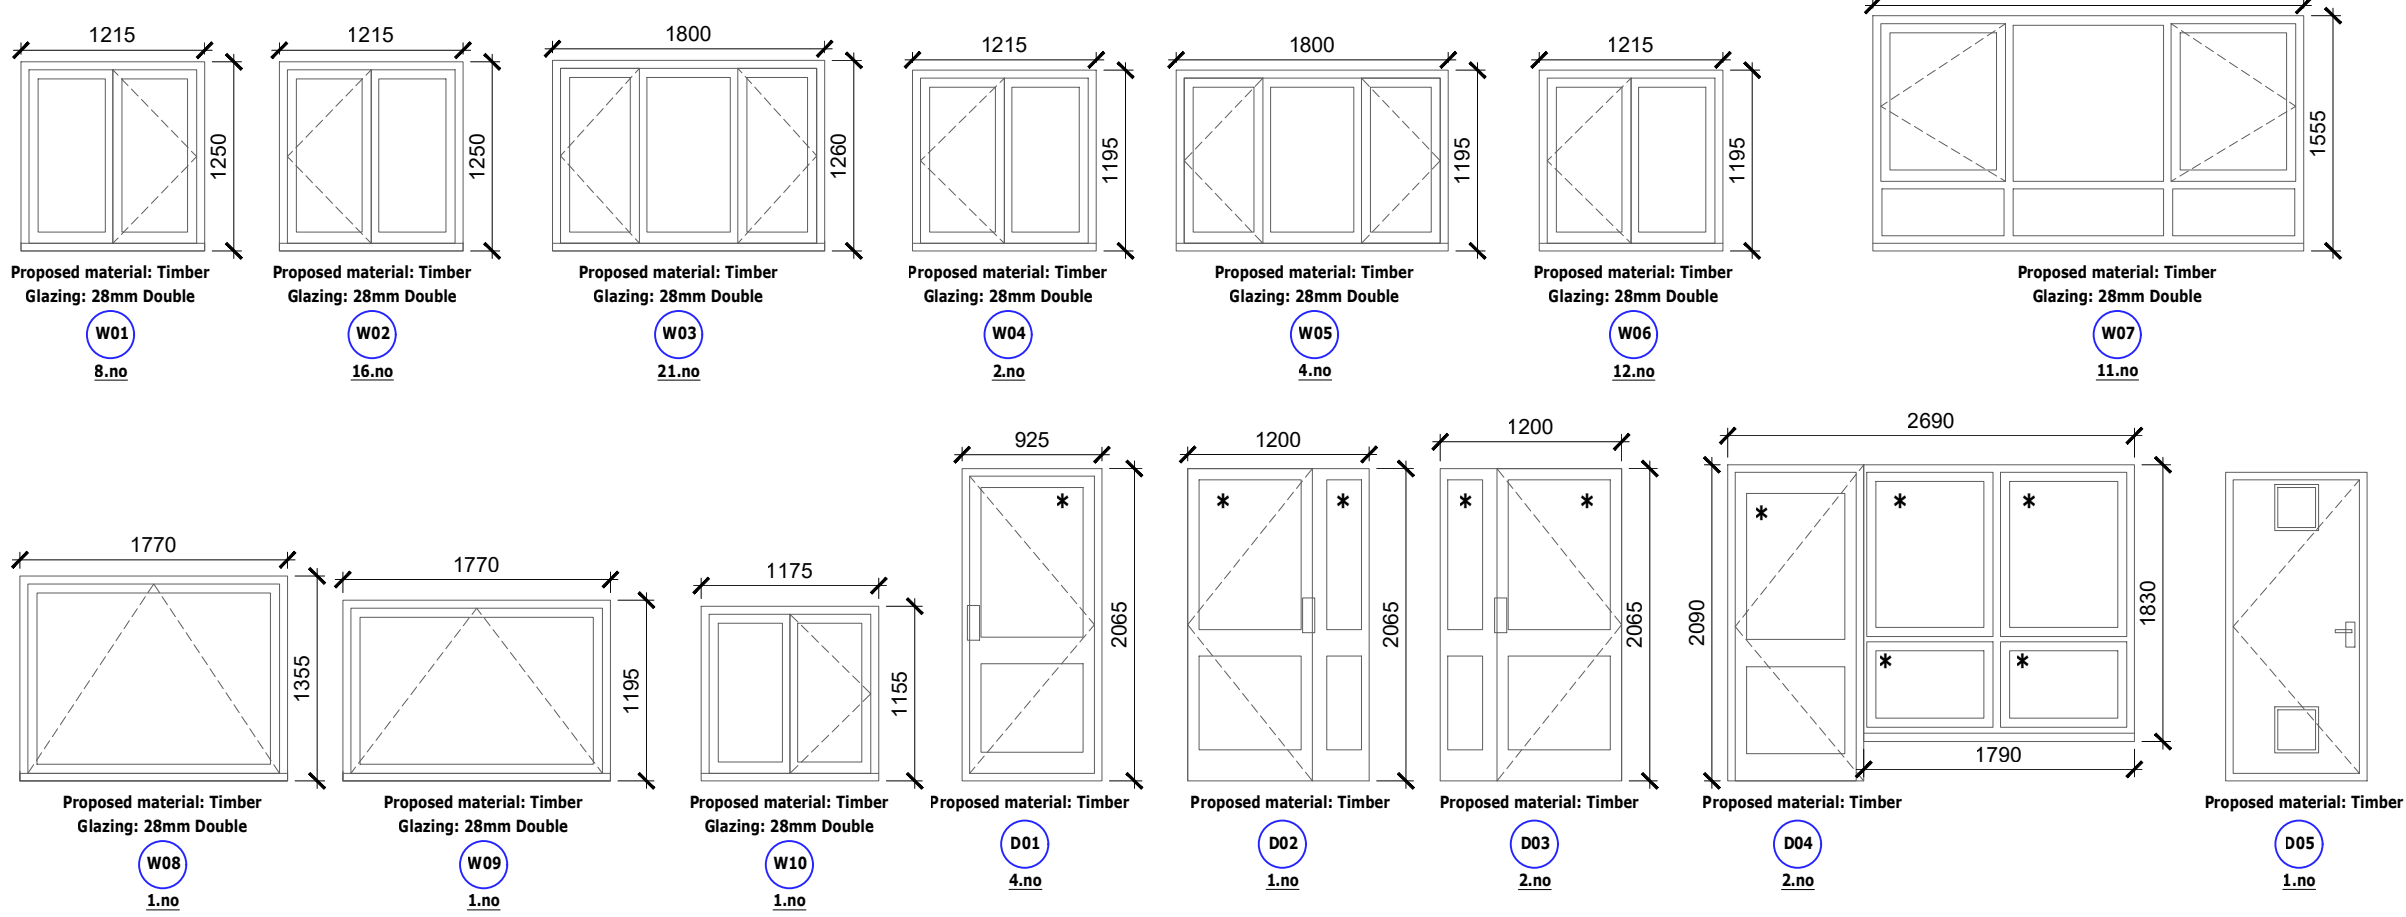 1215
1250
Proposed material: Timber
Glazing: 28mm Double
W01
8.no
1215
1250
Proposed material: Timber
Glazing: 28mm Double
W02
16.no
1800
1260
Proposed material: Timber
Glazing: 28mm Double
W03
21.no
1215
1195
Proposed material: Timber
Glazing: 28mm Double
W04
2.no
1800
1195
Proposed material: Timber
Glazing: 28mm Double
W05
4.no
1215
1195
Proposed material: Timber
Glazing: 28mm Double
W06
12.no
1555
Proposed material: Timber
Glazing: 28mm Double
W07
11.no
1770
1355
Proposed material: Timber
Glazing: 28mm Double
W08
1.no
1770
1195
Proposed material: Timber
Glazing: 28mm Double
W09
1.no
1175
1155
Proposed material: Timber
Glazing: 28mm Double
W10
1.no
925
*
2065
Proposed material: Timber
D01
4.no
1200
* *
2065
Proposed material: Timber
D02
1.no
1200
* *
2065
Proposed material: Timber
D03
2.no
2690
* * *
2090
1830
* *
1790
Proposed material: Timber
D04
2.no
Proposed material: Timber
D05
1.no